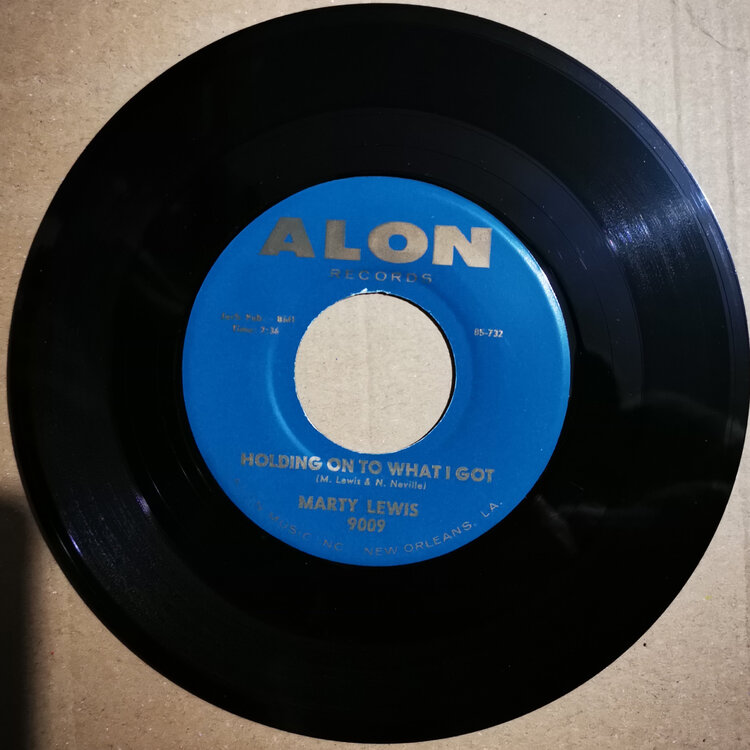 ALON
RECORDS
Pub. - BMI
Time: 2:36
85-732
HOLDING ON TO WHAT I GOT
(M. Lewis & N. Neville)
MARTY LEWIS
9009
MUSIC INC. NEW ORLEANS, LA.